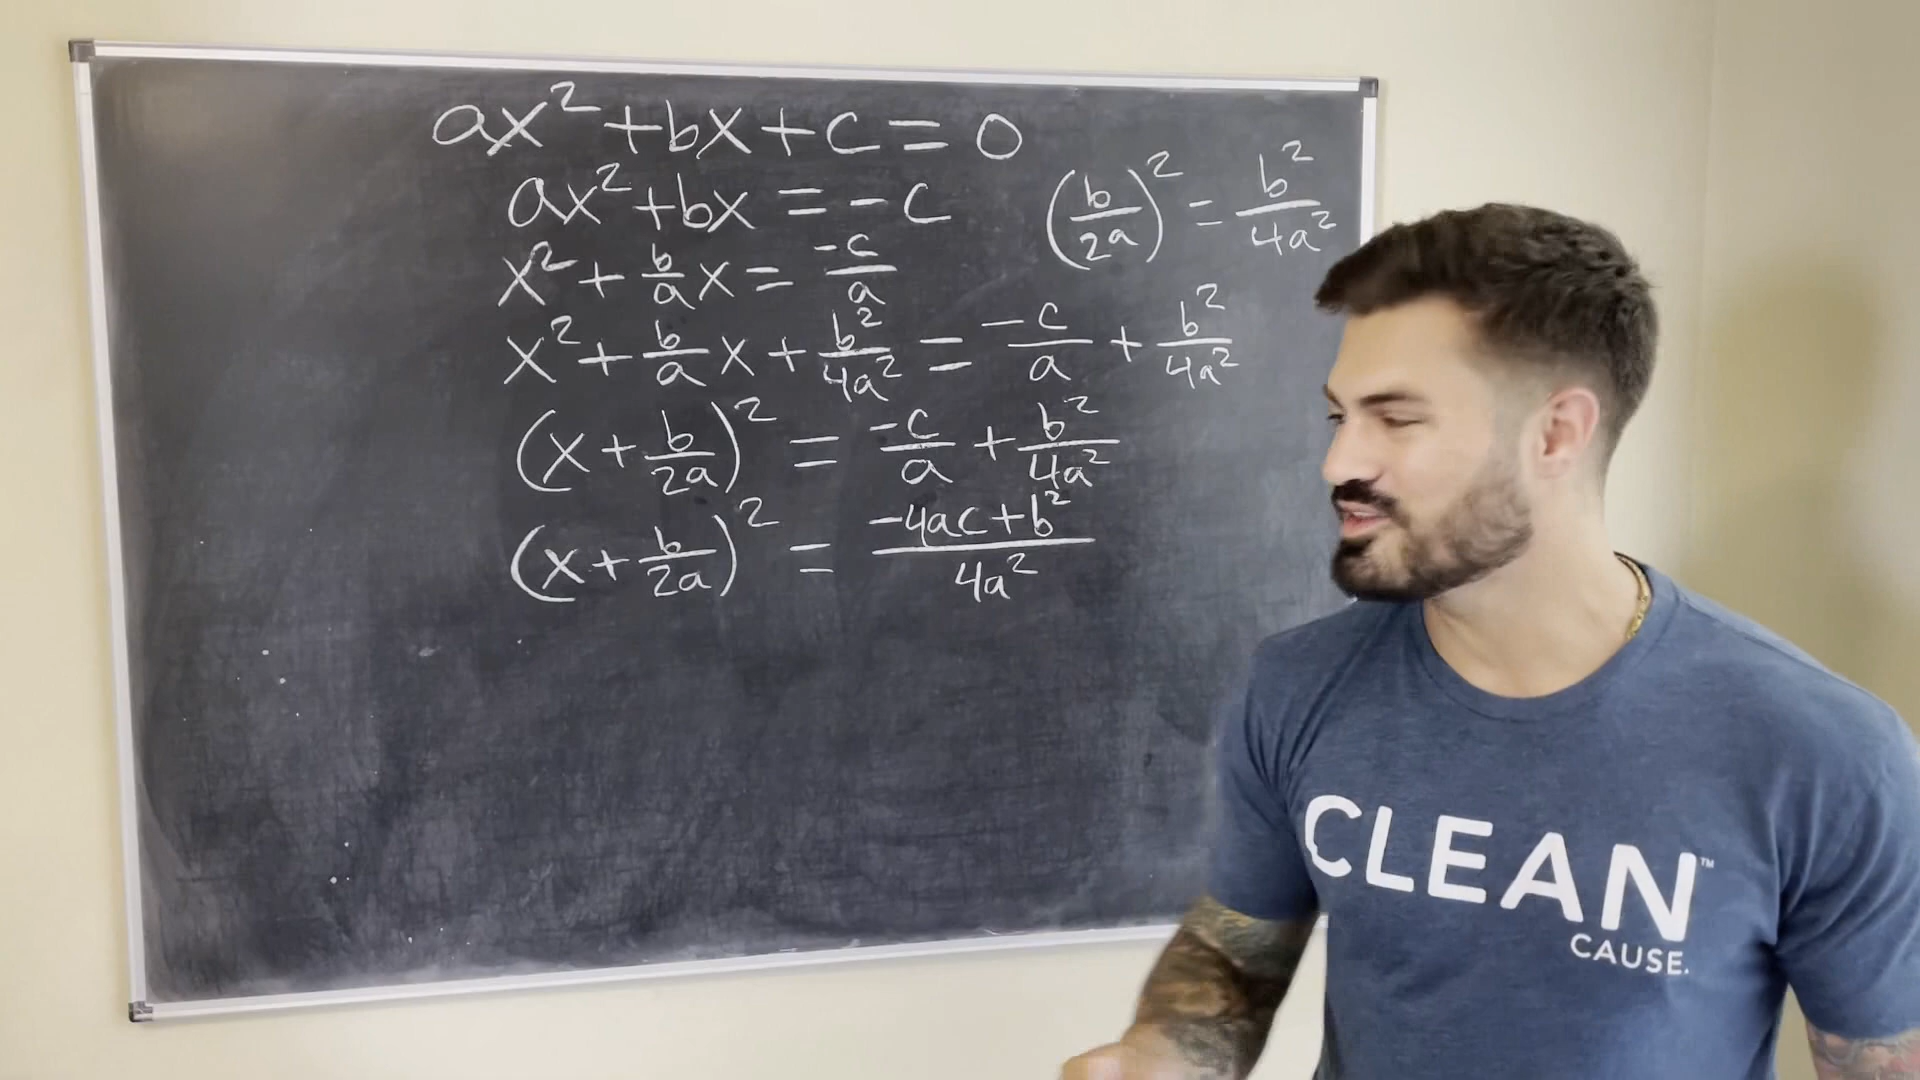 ax² + bx + c = 0
ax² + bx = -c
(b/2a)² = b²/4a²
x² + b/a x = -c/a
x² + b/a x + b²/4a² = -c/a + b²/4a²
(x + b/2a)² = -c/a + b²/4a²
(x + b/2a)² = -4ac + b²/4a²
CLEAN™
CAUSE.